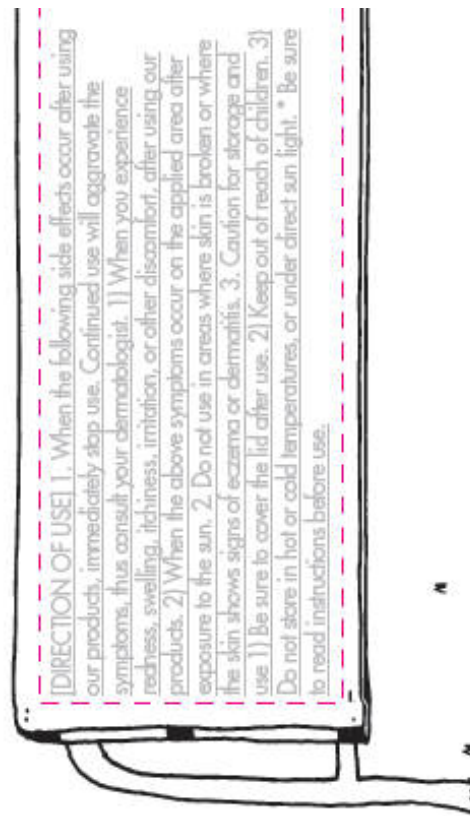 [DIRECTION OF USE] 1. When the following side effects occur after using
our products, immediately stop use. Continued use will aggravate the
symptoms, thus consult your dermatologist. 1) When you experience
redness, swelling, itchiness, irritation, or other discomfort, after using our
products. 2) When the above symptoms occur on the applied area after
exposure to the sun. 2. Do not use in areas where skin is broken or where
the skin shows signs of eczema or dermatitis. 3. Caution for storage and
use 1) Be sure to cover the lid after use. 2) Keep out of reach of children. 3)
Do not store in hot or cold temperatures, or under direct sun light. * Be sure
to read instructions before use.